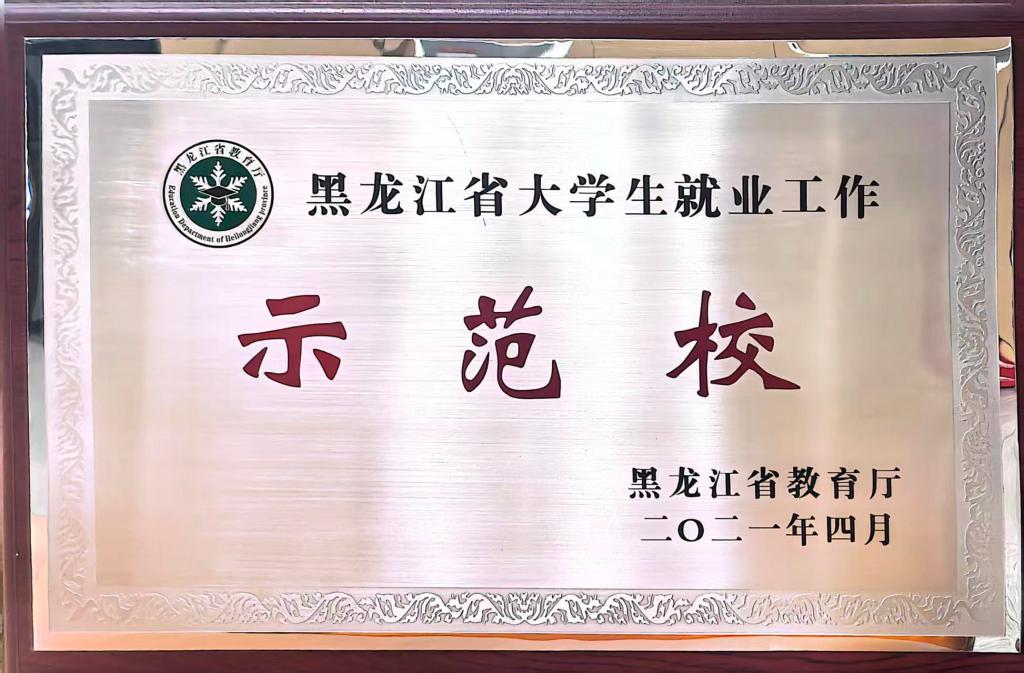 黑龙江省教育厅
Education Department of Heilongjiang province
黑龙江省大学生就业工作
示范校
黑龙江省教育厅
二〇二一年四月